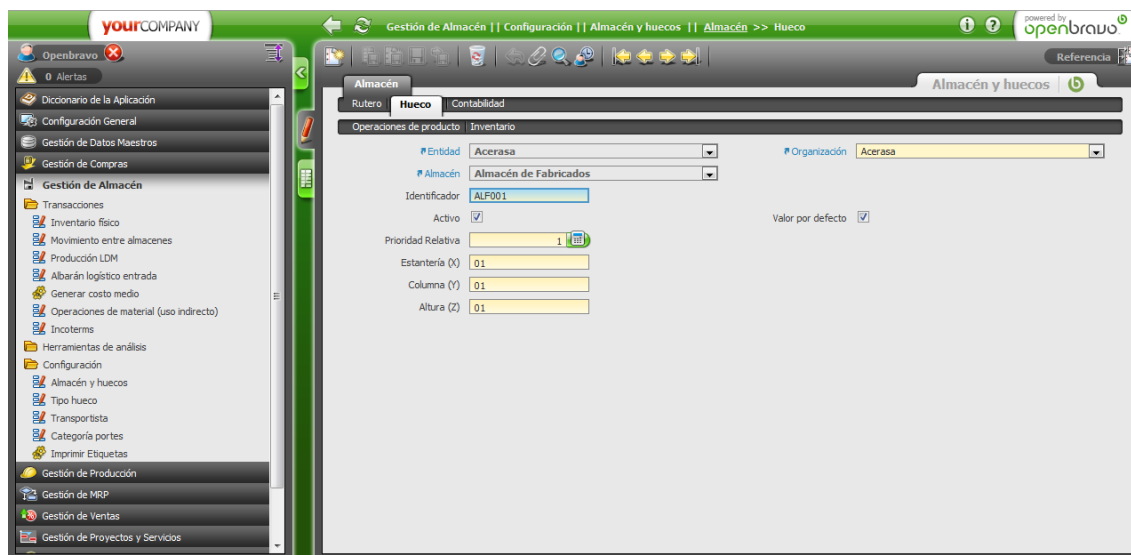 yourCOMPANY
Gestión de Almacén || Configuración || Almacén y huecos || Almacén >> Hueco
powered by
openbravo
Openbravo
0 Alertas
Referencia
Almacén
Almacén y huecos
Rutero Hueco Contabilidad
Operaciones de producto Inventario
Entidad Acerasa Organización Acerasa
Almacén Almacén de Fabricados
Identificador ALF001
Activo Valor por defecto
Prioridad Relativa 1
Estantería (X) 01
Columna (Y) 01
Altura (Z) 01
Diccionario de la Aplicación
Configuración General
Gestión de Datos Maestros
Gestión de Compras
Gestión de Almacén
Transacciones
Inventario físico
Movimiento entre almacenes
Producción LDM
Albarán logístico entrada
Generar costo medio
Operaciones de material (uso indirecto)
Incoterms
Herramientas de análisis
Configuración
Almacén y huecos
Tipo hueco
Transportista
Categoría portes
Imprimir Etiquetas
Gestión de Producción
Gestión de MRP
Gestión de Ventas
Gestión de Proyectos y Servicios